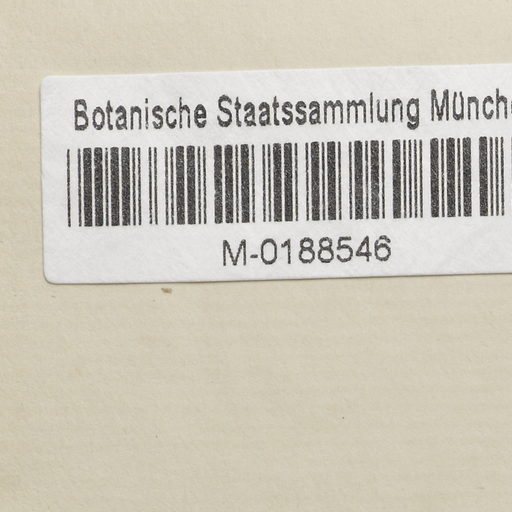 Botanische Staatssammlung Münch
M-0188546